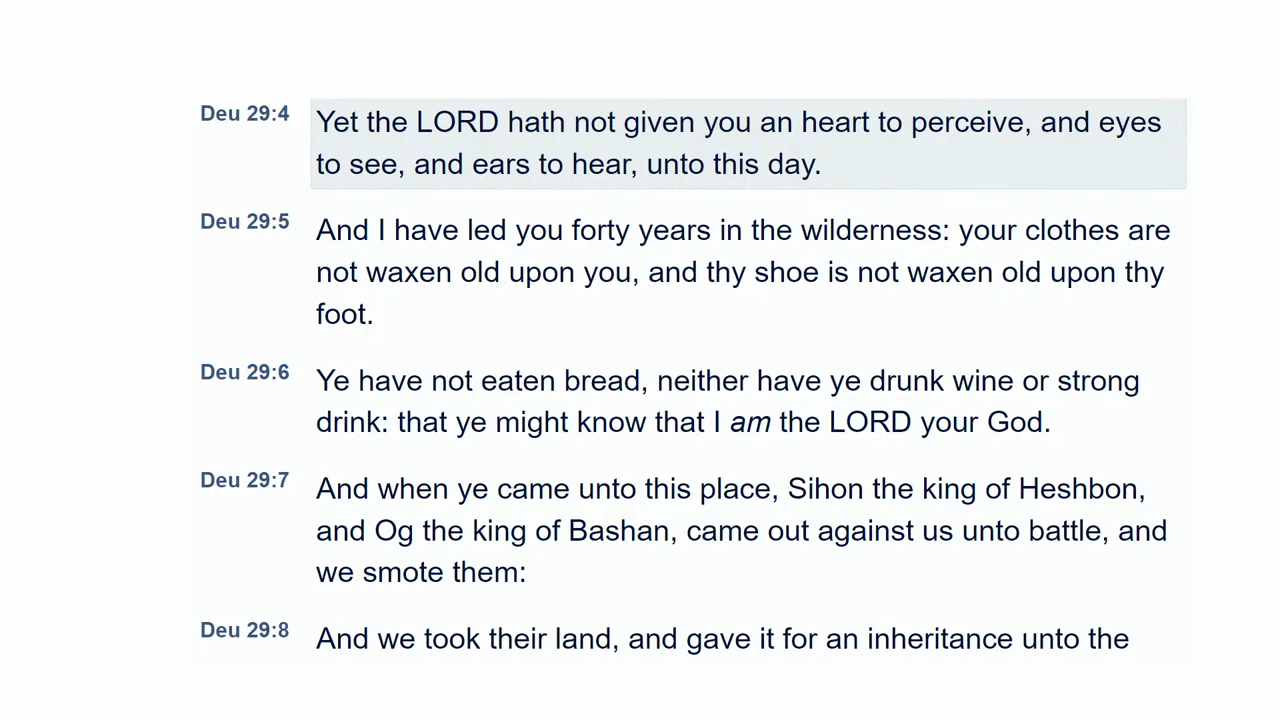 Deu 29:4
Yet the LORD hath not given you an heart to perceive, and eyes
to see, and ears to hear, unto this day.
Deu 29:5
And I have led you forty years in the wilderness: your clothes are
not waxen old upon you, and thy shoe is not waxen old upon thy
foot.
Deu 29:6
Ye have not eaten bread, neither have ye drunk wine or strong
drink: that ye might know that I am the LORD your God.
Deu 29:7
And when ye came unto this place, Sihon the king of Heshbon,
and Og the king of Bashan, came out against us unto battle, and
we smote them:
Deu 29:8
And we took their land, and gave it for an inheritance unto the